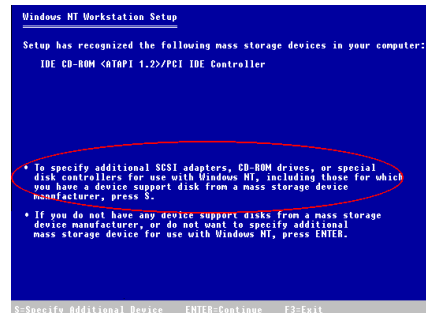 Windows NT Workstation Setup
Setup has recognized the following mass storage devices in your computer:
IDE CD-ROM <ATAPI 1.2>/PCI IDE Controller
• To specify additional SCSI adapters, CD-ROM drives, or special
disk controllers for use with Windows NT, including those for which
you have a device support disk from a mass storage device
manufacturer, press S.
• If you do not have any device support disks from a mass storage
device manufacturer, or do not want to specify additional
mass storage device for use with Windows NT, press ENTER.
S=Specify Additional Device ENTER=Continue F3=Exit